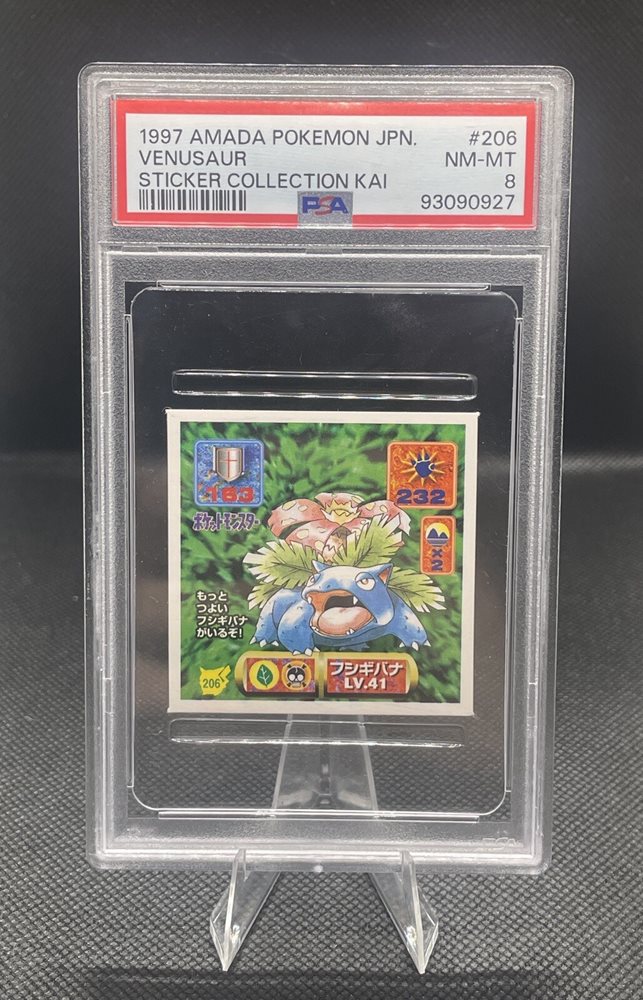 1997 AMADA POKEMON JPN. #206
VENUSAUR NM-MT
STICKER COLLECTION KAI 8
PSA 93090927
163
232
ポケットモンスター
×2
もっと
つよい
フシギバナ
がいるぞ!
206
フシギバナ
LV.41